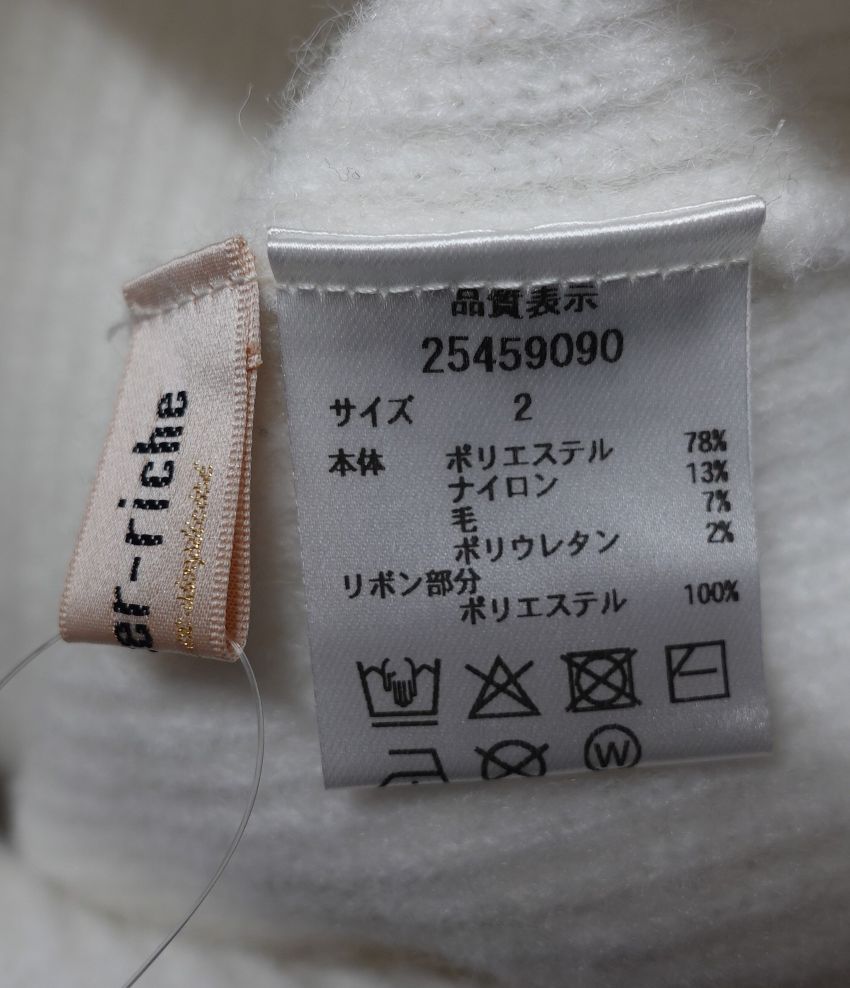 er-riche
品質表示
25459090
サイズ 2
本体 ポリエステル 78%
ナイロン 13%
毛 7%
ポリウレタン 2%
リボン部分
ポリエステル 100%
W